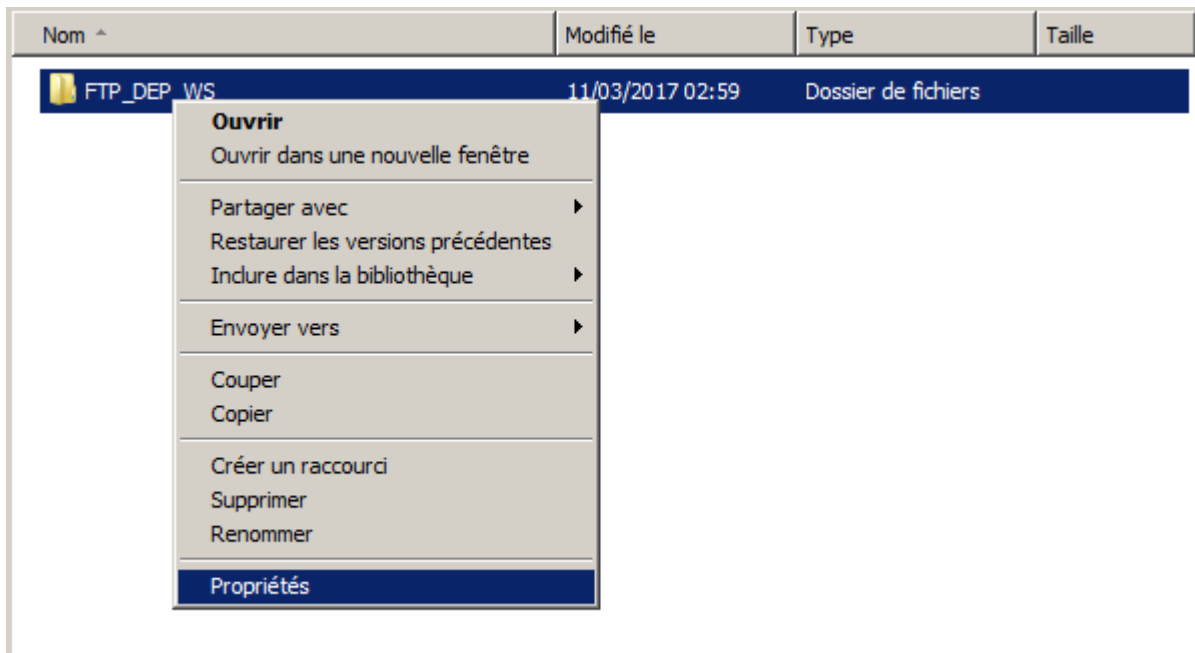 Nom Modifié le Type Taille
FTP_DEP_WS 11/03/2017 02:59 Dossier de fichiers
Ouvrir
Ouvrir dans une nouvelle fenêtre
Partager avec
Restaurer les versions précédentes
Inclure dans la bibliothèque
Envoyer vers
Couper
Copier
Créer un raccourci
Supprimer
Renommer
Propriétés